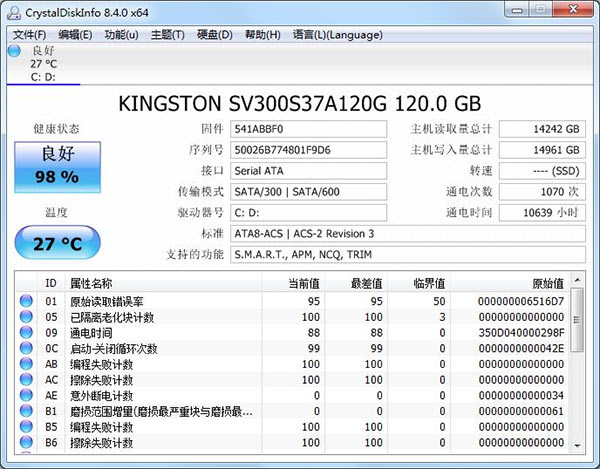 CrystalDiskInfo 8.4.0 x64
文件(F) 编辑(E) 功能(u) 主题(T) 硬盘(D) 帮助(H) 语言(L)(Language)
良好
27 °C
C: D:
KINGSTON SV300S37A120G 120.0 GB
健康状态
良好
98 %
温度
27 °C
固件 541ABBF0 主机读取量总计 14242 GB
序列号 50026B774801F9D6 主机写入量总计 14961 GB
接口 Serial ATA 转速 ---- (SSD)
传输模式 SATA/300 | SATA/600 通电次数 1070 次
驱动器号 C: D: 通电时间 10639 小时
标准 ATA8-ACS | ACS-2 Revision 3
支持的功能 S.M.A.R.T., APM, NCQ, TRIM
ID 属性名称 当前值 最差值 临界值 原始值
01 原始读取错误率 95 95 50 000000006516D7
05 已隔离老化块计数 100 100 3 00000000000000
09 通电时间 88 88 0 350D040000298F
0C 启动-关闭循环次数 99 99 0 0000000000042E
AB 编程失败计数 100 100 0 00000000000000
AC 擦除失败计数 100 100 0 00000000000000
AE 意外断电计数 0 0 0 00000000000034
B1 磨损范围增量(磨损最严重块与磨损最... 0 0 0 00000000000061
B5 编程失败计数 100 100 0 00000000000000
B6 擦除失败计数 100 100 0 00000000000000